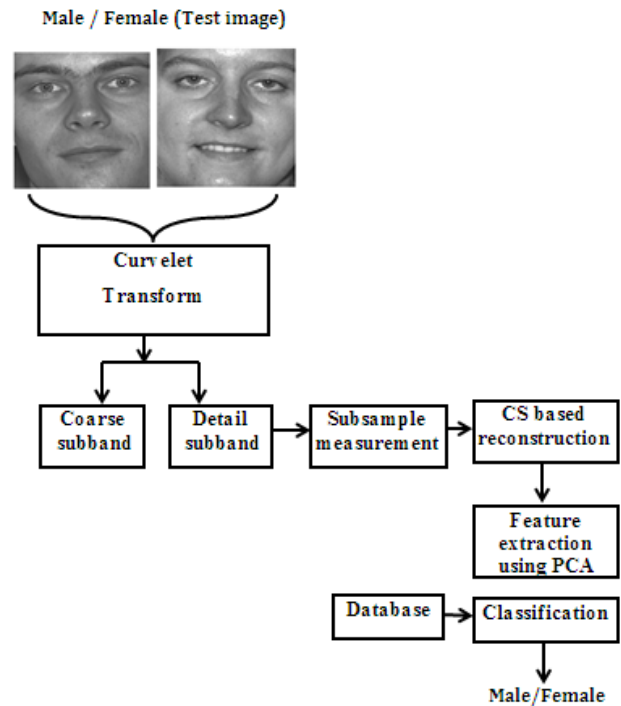 Male / Female (Test image)
Curvelet
Transform
Coarse
subband
Detail
subband
Subsample
measurement
CS based
reconstruction
Feature
extraction
using PCA
Database
Classification
Male/Female